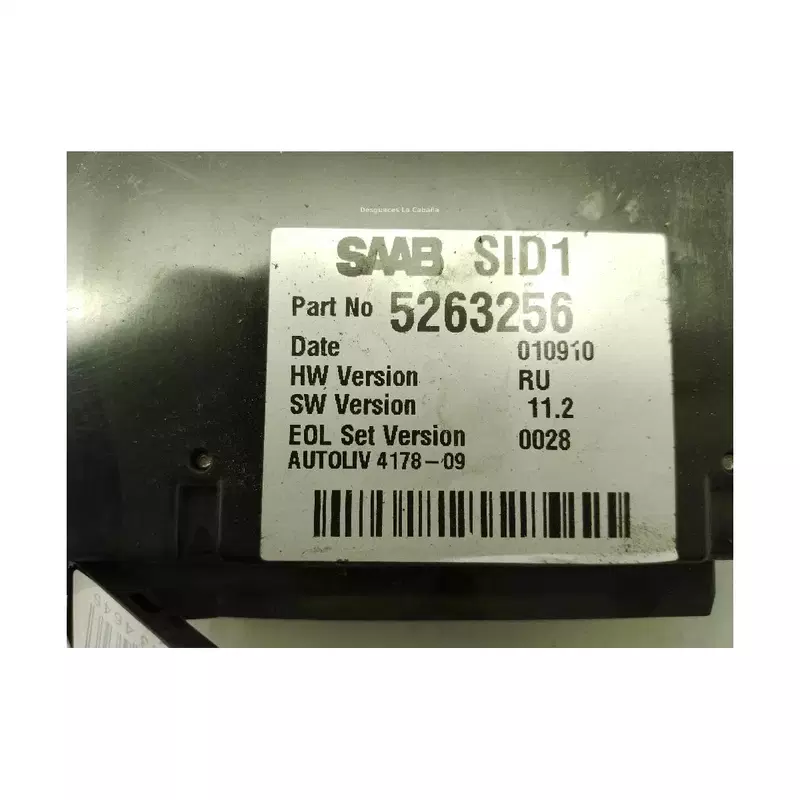 Desguaces La Cabaña
SAAB SID1
Part No 5263256
Date 010910
HW Version RU
SW Version 11.2
EOL Set Version 0028
AUTOLIV 4178-09